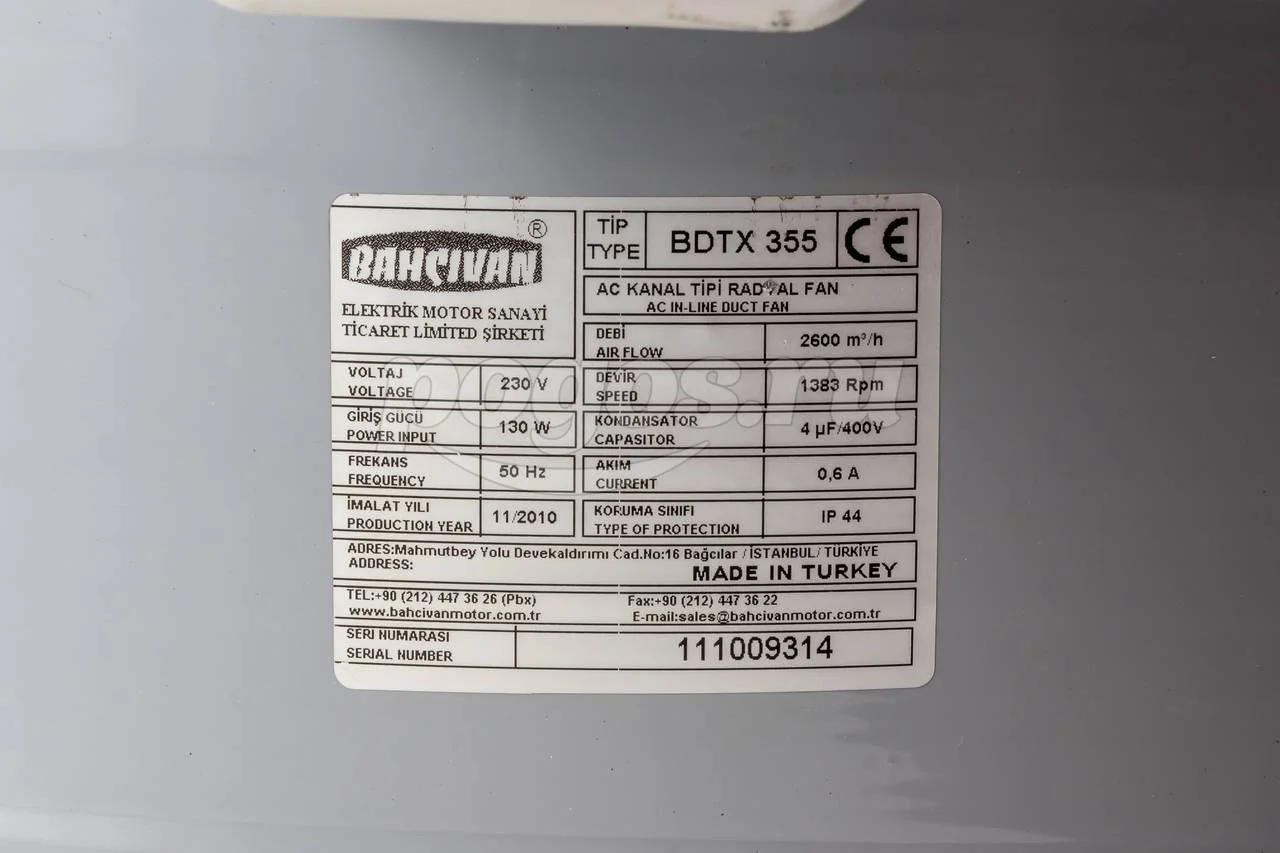 BAHÇIVAN ®
ELEKTRİK MOTOR SANAYİ
TİCARET LIMITED ŞİRKETİ
TİP
TYPE
BDTX 355
CE
AC KANAL TİPİ RADYAL FAN
AC IN-LINE DUCT FAN
DEBİ
AIR FLOW
2600 m³/h
VOLTAJ
VOLTAGE
230 V
DEVİR
SPEED
1383 Rpm
GİRİŞ GÜCÜ
POWER INPUT
130 W
KONDANSATOR
CAPASITOR
4 µF/400V
FREKANS
FREQUENCY
50 Hz
AKIM
CURRENT
0,6 A
İMALAT YILI
PRODUCTION YEAR
11/2010
KORUMA SINIFI
TYPE OF PROTECTION
IP 44
ADRES:Mahmutbey Yolu Devekaldırımı Cad.No:16 Bağcılar /İSTANBUL/TÜRKİYE
ADDRESS:
MADE IN TURKEY
TEL:+90 (212) 447 36 26 (Pbx) Fax:+90 (212) 447 36 22
www.bahcivanmotor.com.tr E-mail:sales@bahcivanmotor.com.tr
SERI NUMARASI
SERIAL NUMBER
111009314
pogos.ru